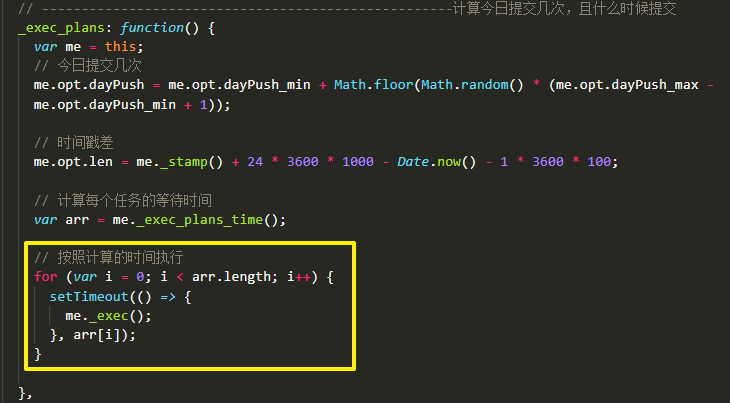 // ----------------------------------------------------计算今日提交几次，且什么时候提交
_exec_plans: function() {
var me = this;
// 今日提交几次
me.opt.dayPush = me.opt.dayPush_min + Math.floor(Math.random() * (me.opt.dayPush_max -
me.opt.dayPush_min + 1));
// 时间戳差
me.opt.len = me._stamp() + 24 * 3600 * 1000 - Date.now() - 1 * 3600 * 100;
// 计算每个任务的等待时间
var arr = me._exec_plans_time();
// 按照计算的时间执行
for (var i = 0; i < arr.length; i++) {
setTimeout(() => {
me._exec();
}, arr[i]);
}
},